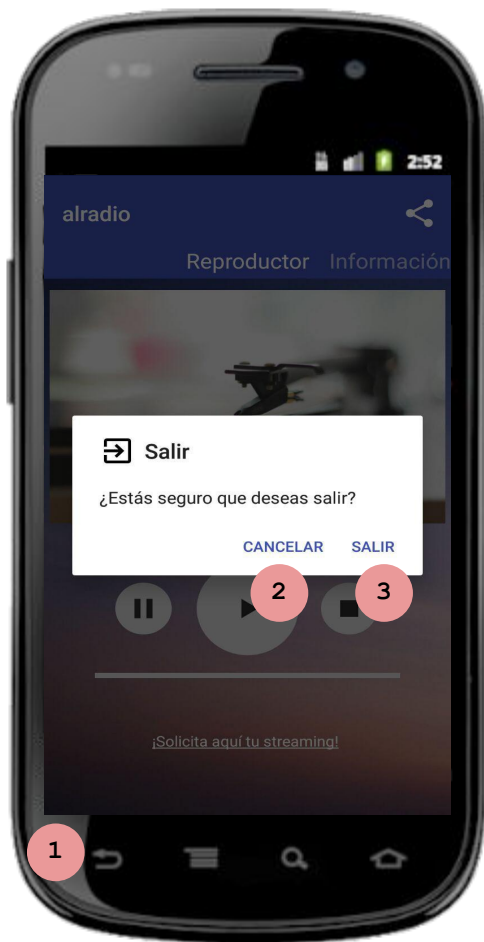 2:52
alradio
Reproductor Información
Salir
¿Estás seguro que deseas salir?
CANCELAR SALIR
2 3
¡Solicita aquí tu streaming!
1